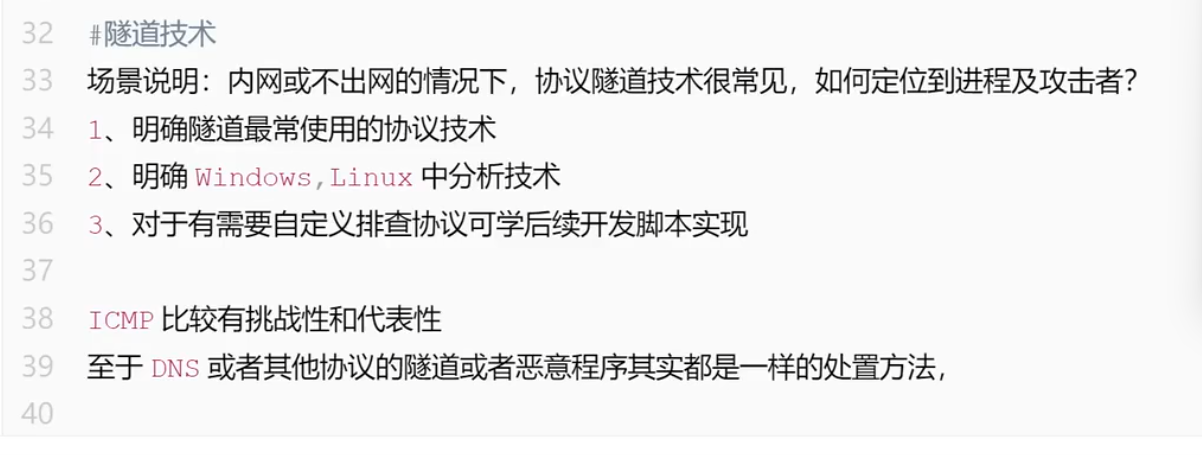 32 #隧道技术
33 场景说明：内网或不出网的情况下，协议隧道技术很常见，如何定位到进程及攻击者？
34 1、明确隧道最常使用的协议技术
35 2、明确 Windows,Linux 中分析技术
36 3、对于有需要自定义排查协议可学后续开发脚本实现
37
38 ICMP 比较有挑战性和代表性
39 至于 DNS 或者其他协议的隧道或者恶意程序其实都是一样的处置方法，
40